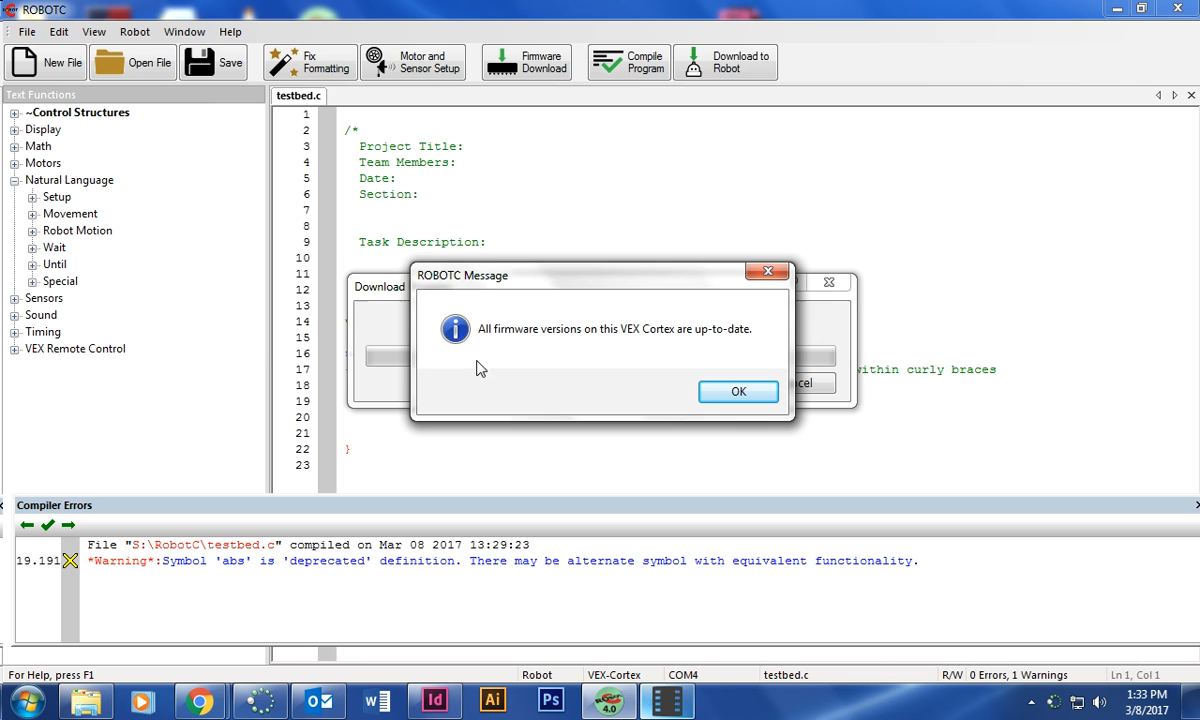 ROBOTC
File Edit View Robot Window Help
New File Open File Save Fix Formatting Motor and Sensor Setup Firmware Download Compile Program Download to Robot
Text Functions
~Control Structures
Display
Math
Motors
Natural Language
Setup
Movement
Robot Motion
Wait
Until
Special
Sensors
Sound
Timing
VEX Remote Control
testbed.c
1
2 /*
3 Project Title:
4 Team Members:
5 Date:
6 Section:
7
8
9 Task Description:
10
11
12
13
14
15
16
17 within curly braces
18
19
20
21
22 }
23
Download
ROBOTC Message
All firmware versions on this VEX Cortex are up-to-date.
OK
cel
Compiler Errors
File "S:\RobotC\testbed.c" compiled on Mar 08 2017 13:29:23
19.191 *Warning*:Symbol 'abs' is 'deprecated' definition. There may be alternate symbol with equivalent functionality.
For Help, press F1 Robot VEX-Cortex COM4 testbed.c R/W 0 Errors, 1 Warnings Ln 1, Col 1
Id Ai Ps 4.0
1:33 PM
3/8/2017